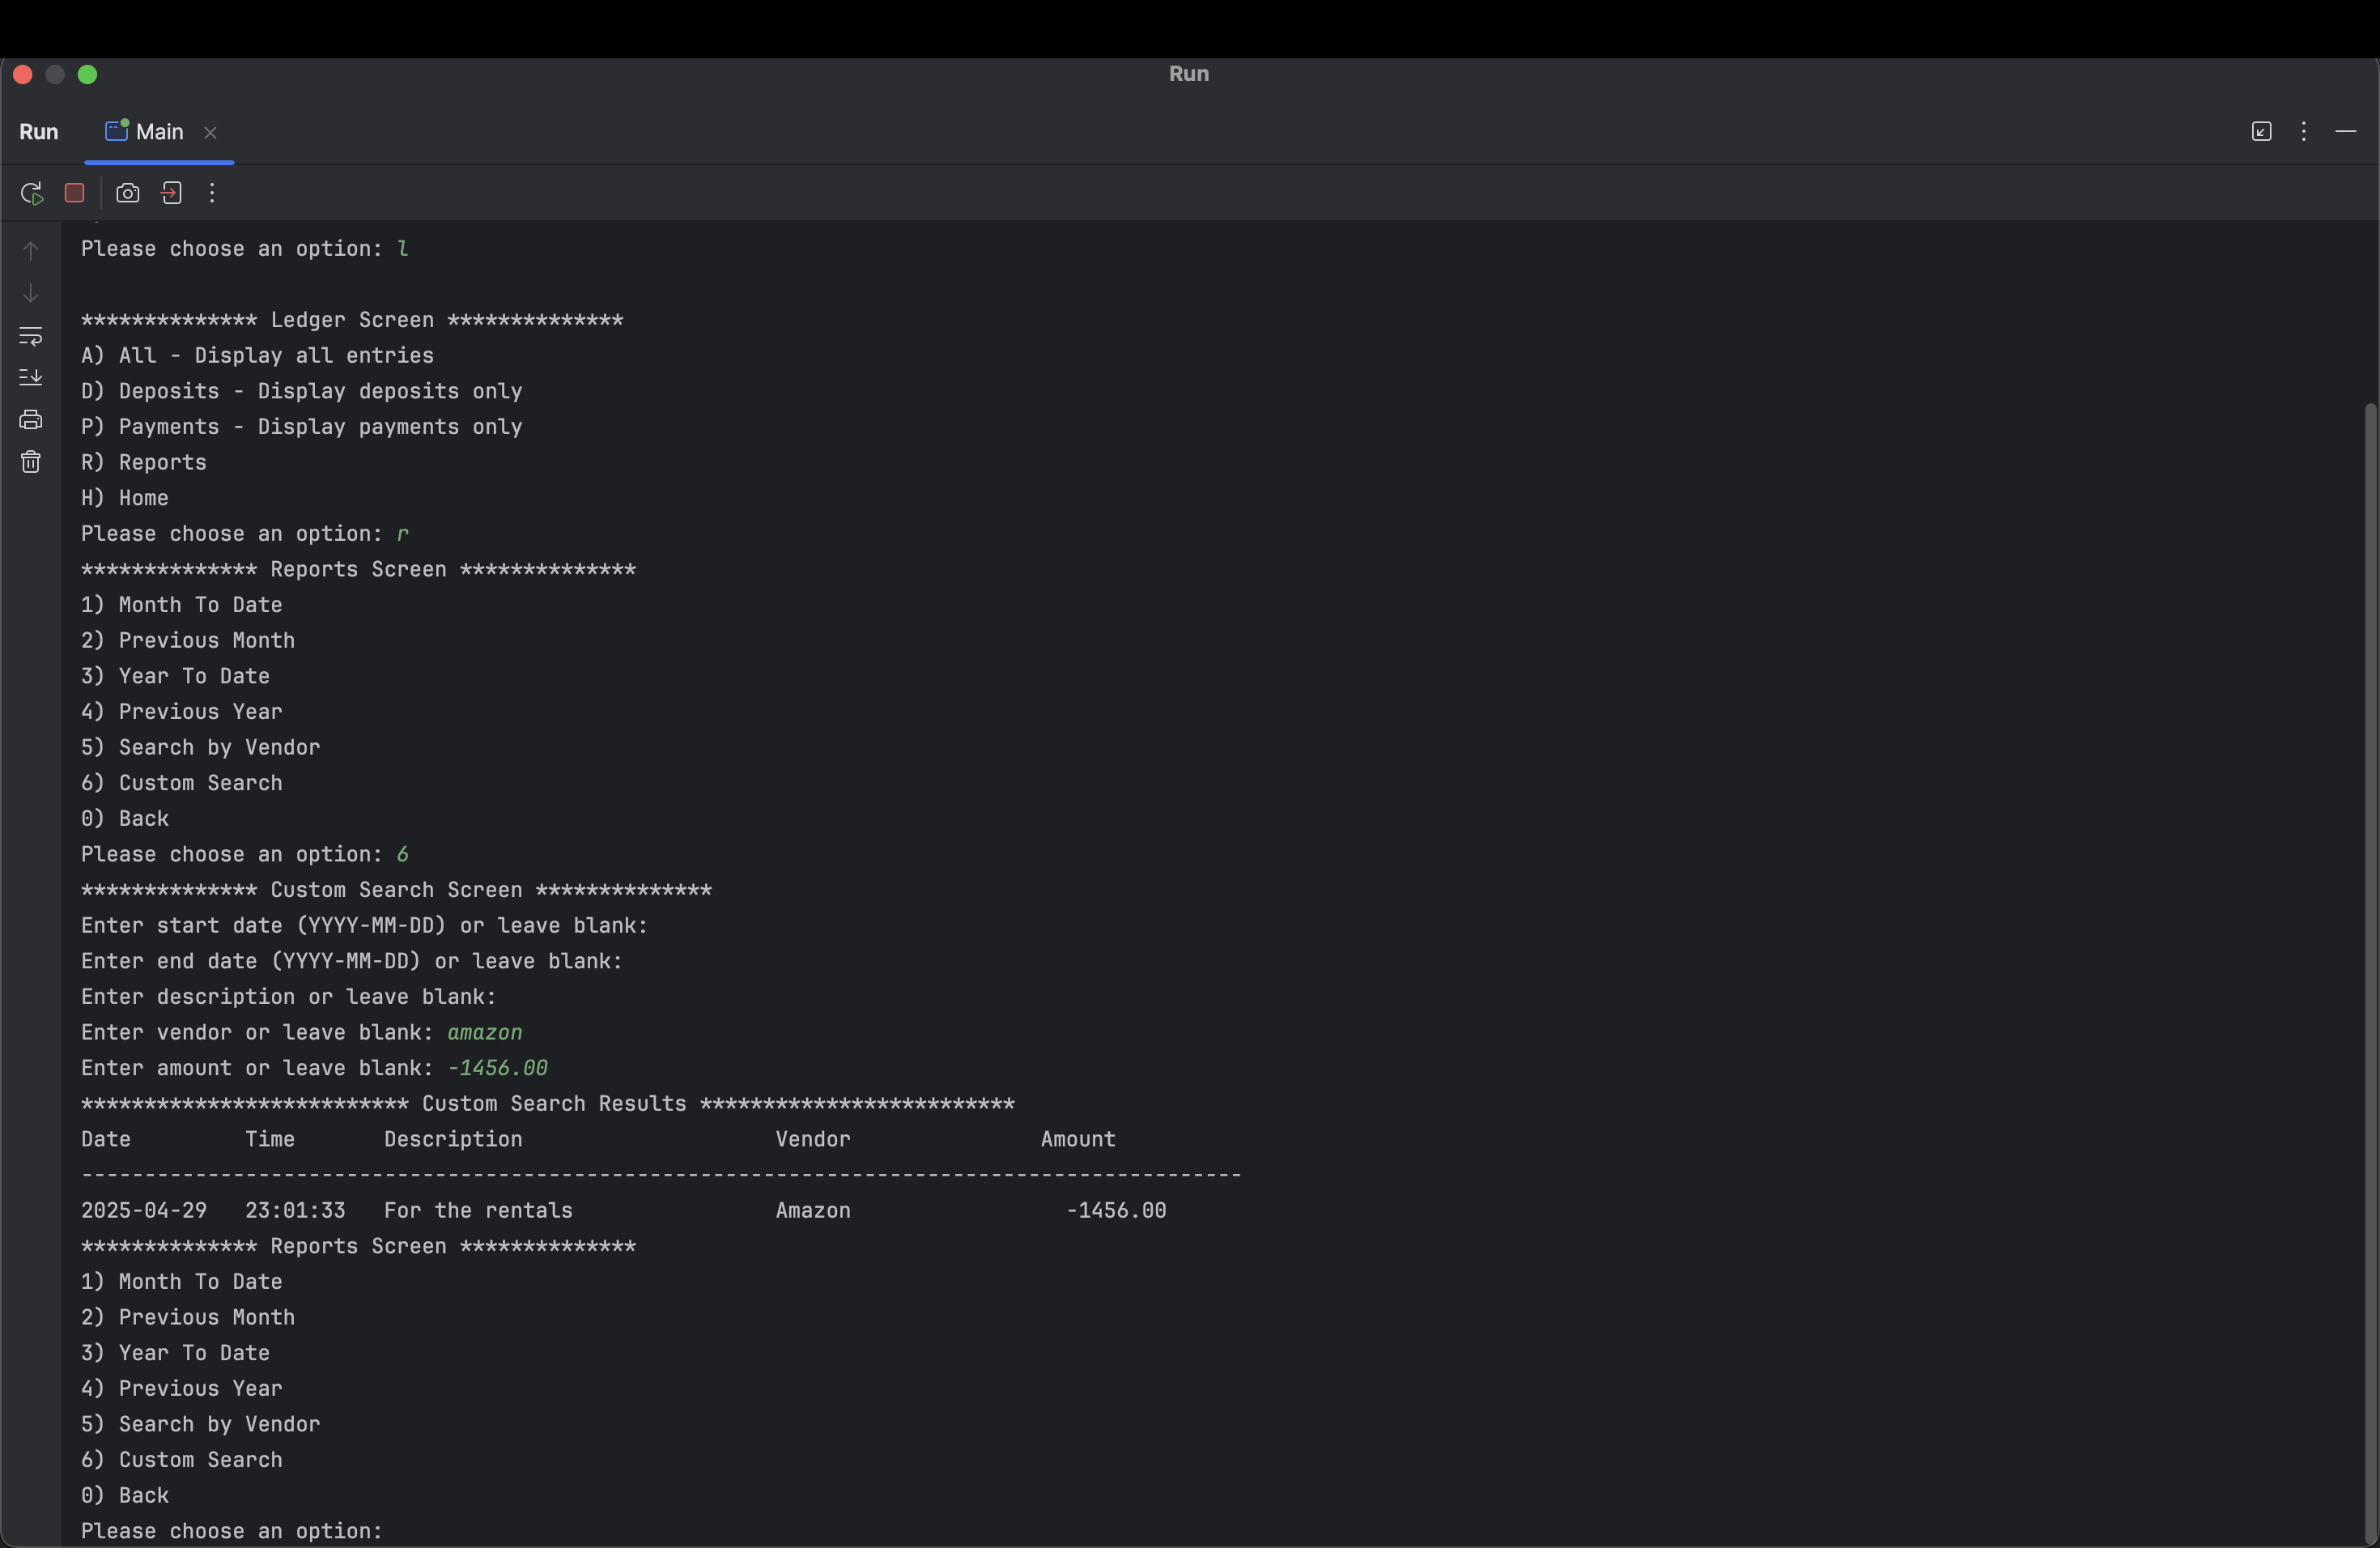 Run
Run Main
Please choose an option: l
************** Ledger Screen **************
A) All - Display all entries
D) Deposits - Display deposits only
P) Payments - Display payments only
R) Reports
H) Home
Please choose an option: r
************** Reports Screen **************
1) Month To Date
2) Previous Month
3) Year To Date
4) Previous Year
5) Search by Vendor
6) Custom Search
0) Back
Please choose an option: 6
************** Custom Search Screen **************
Enter start date (YYYY-MM-DD) or leave blank:
Enter end date (YYYY-MM-DD) or leave blank:
Enter description or leave blank:
Enter vendor or leave blank: amazon
Enter amount or leave blank: -1456.00
************************** Custom Search Results *************************
Date         Time       Description                    Vendor               Amount
--------------------------------------------------------------------------------------------
2025-04-29   23:01:33   For the rentals                Amazon                 -1456.00
************** Reports Screen **************
1) Month To Date
2) Previous Month
3) Year To Date
4) Previous Year
5) Search by Vendor
6) Custom Search
0) Back
Please choose an option: